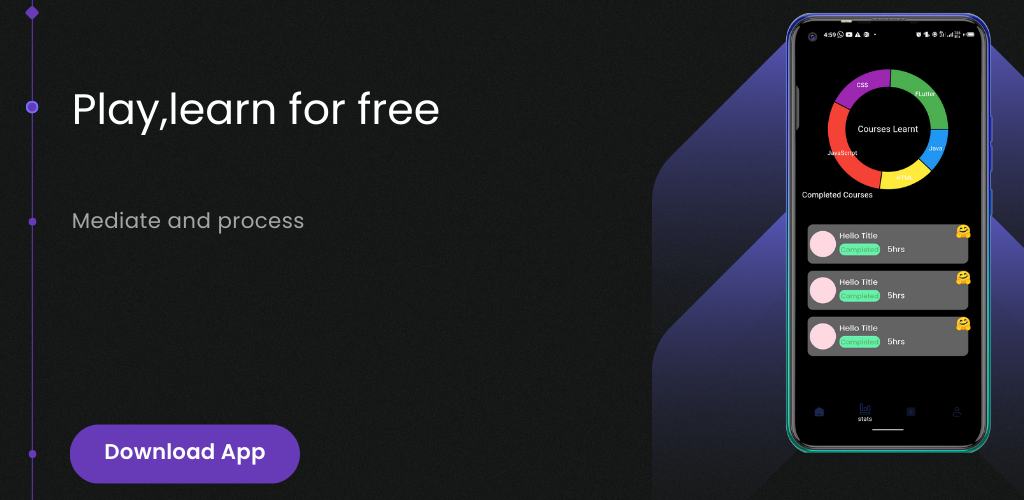 Play,learn for free
Mediate and process
Download App
4:59
CSS
FLutter
Courses Learnt
Java
JavaScript
HTML
Completed Courses
Hello Title
Completed 5hrs
Hello Title
Completed 5hrs
Hello Title
Completed 5hrs
stats